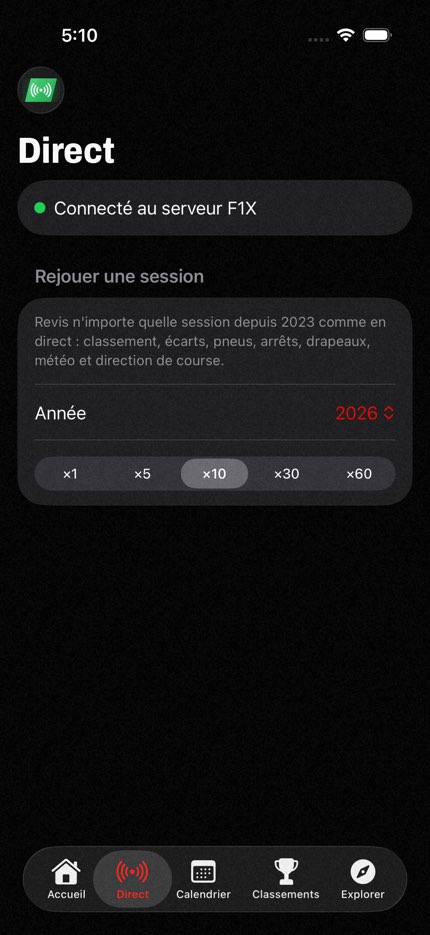 5:10
Direct
Connecté au serveur F1X
Rejouer une session
Revis n'importe quelle session depuis 2023 comme en
direct : classement, écarts, pneus, arrêts, drapeaux,
météo et direction de course.
Année 2026
×1 ×5 ×10 ×30 ×60
Accueil Direct Calendrier Classements Explorer